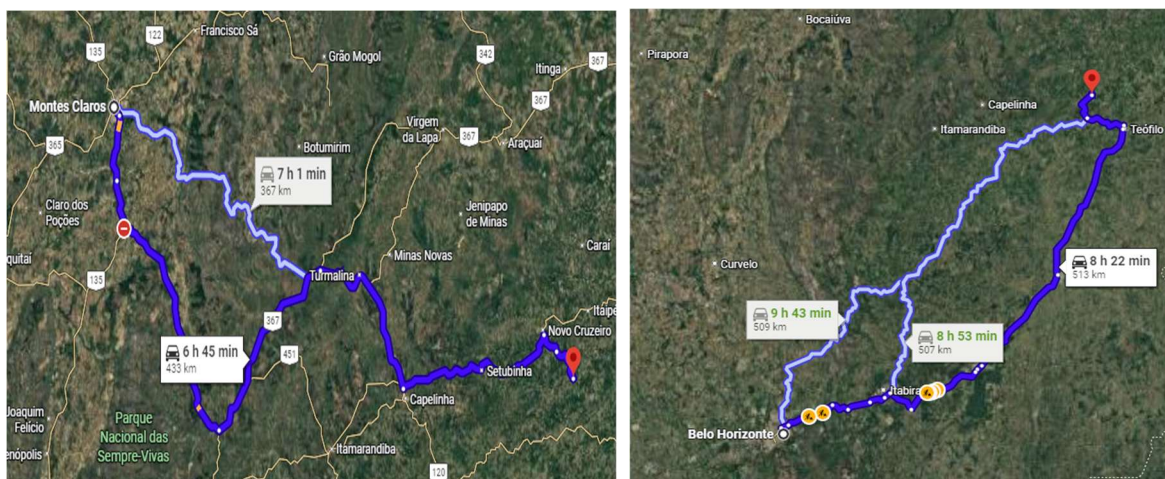 135
122
Francisco Sá
Grão Mogol
342
Itinga
367
367
Montes Claros
Virgem
da Lapa
367
Araçuaí
365
Botumirim
7 h 1 min
367 km
Claro dos
Poções
Jenipapo
de Minas
quitaí
Caraí
Minas Novas
135
Turmalina
Itáipe
367
Novo Cruzeiro
6 h 45 min
433 km
451
Setubinha
Capelinha
Joaquim
Felício
Parque
Nacional das
Sempre-Vivas
enópolis
Itamarandiba
120
Bocaiúva
Pirapora
Capelinha
Itamarandiba
Teófilo
Curvelo
8 h 22 min
513 km
9 h 43 min
509 km
8 h 53 min
507 km
Itabira
Belo Horizonte